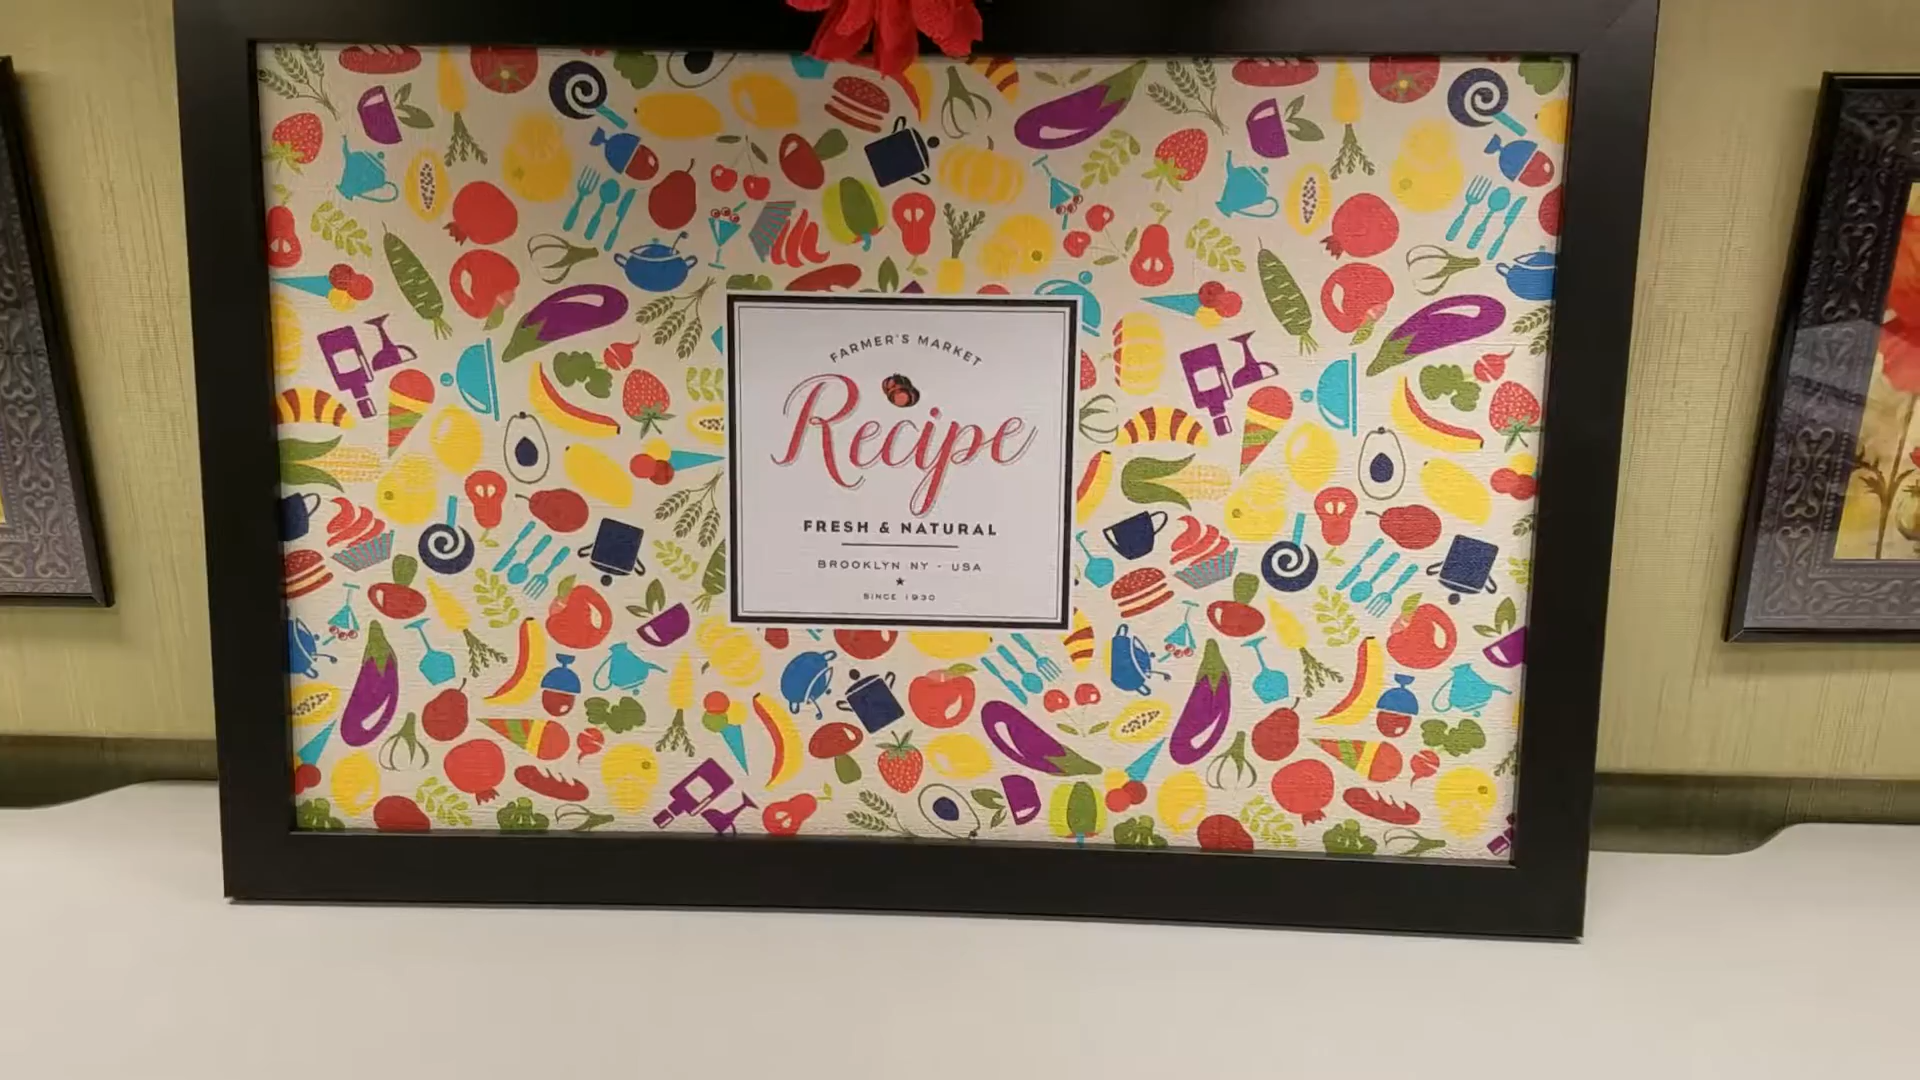 FARMER'S MARKET
Recipe
FRESH & NATURAL
BROOKLYN NY - USA
SINCE 1930